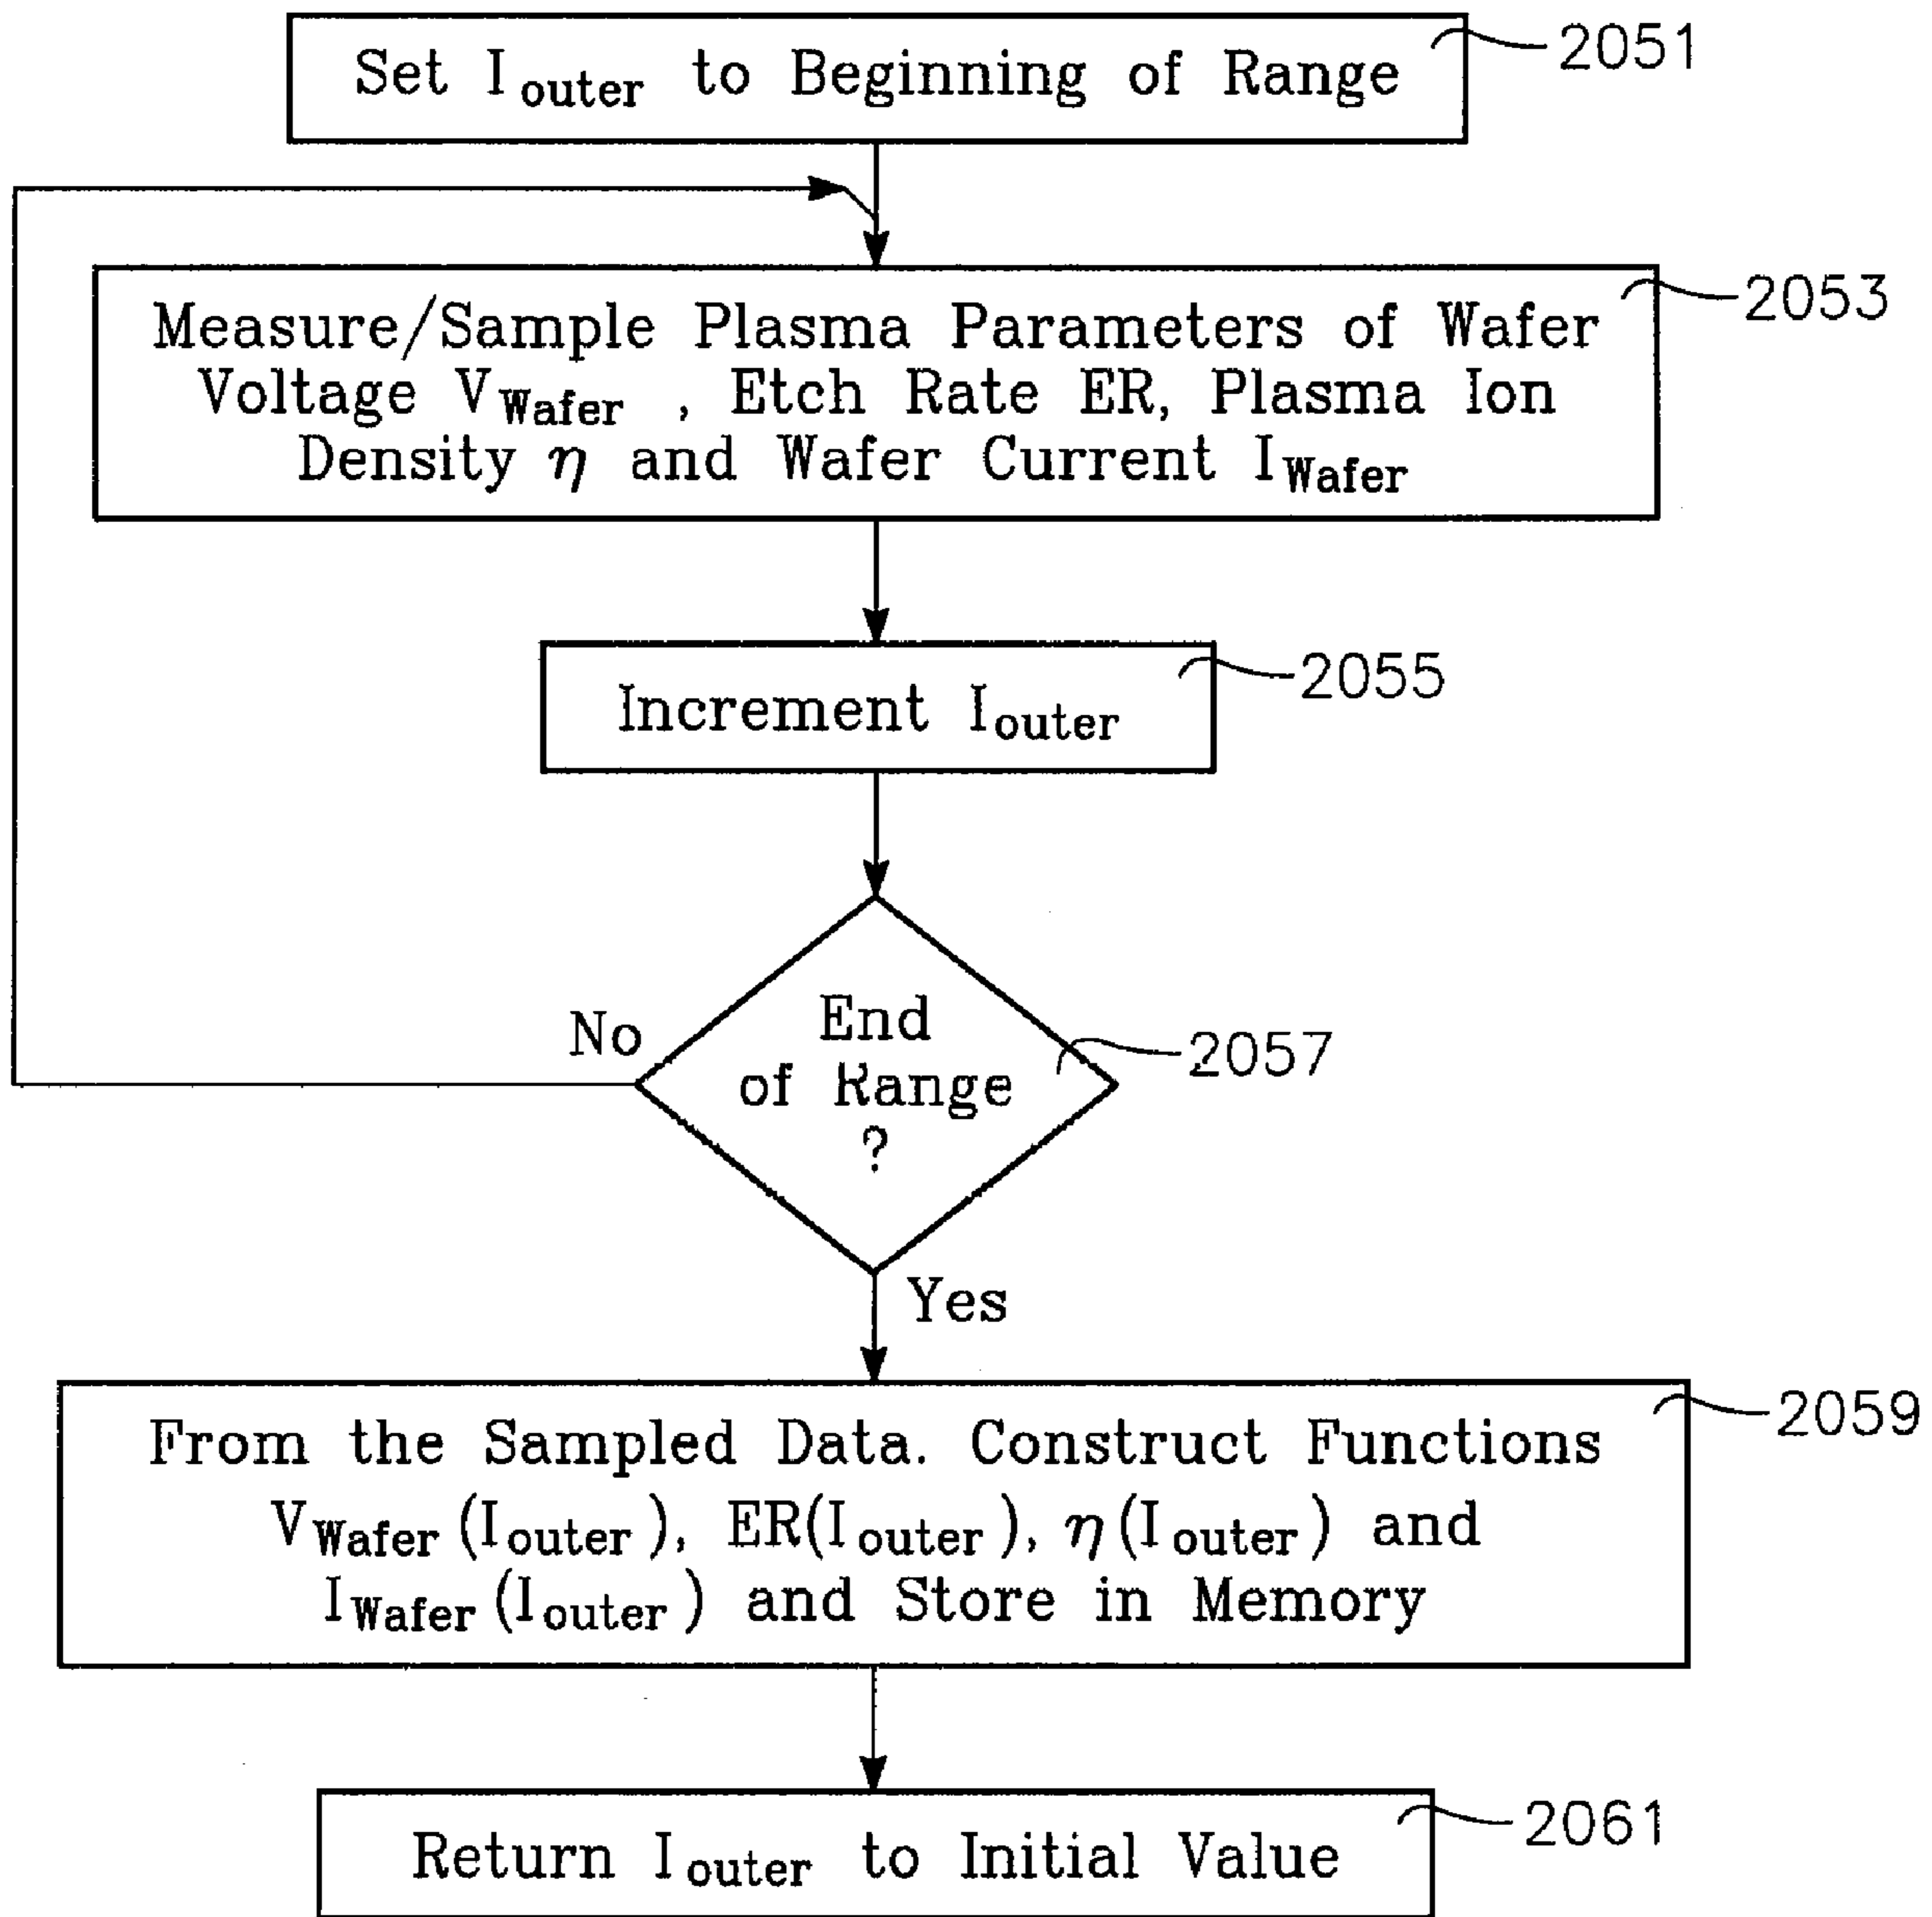 Set I outer to Beginning of Range
2051
Measure/Sample Plasma Parameters of Wafer
Voltage V Wafer , Etch Rate ER, Plasma Ion
Density η and Wafer Current I Wafer
2053
Increment I outer
2055
End
of Range
?
2057
No
Yes
From the Sampled Data. Construct Functions
V Wafer (I outer), ER(I outer), η(I outer) and
I Wafer (I outer) and Store in Memory
2059
Return I outer to Initial Value
2061